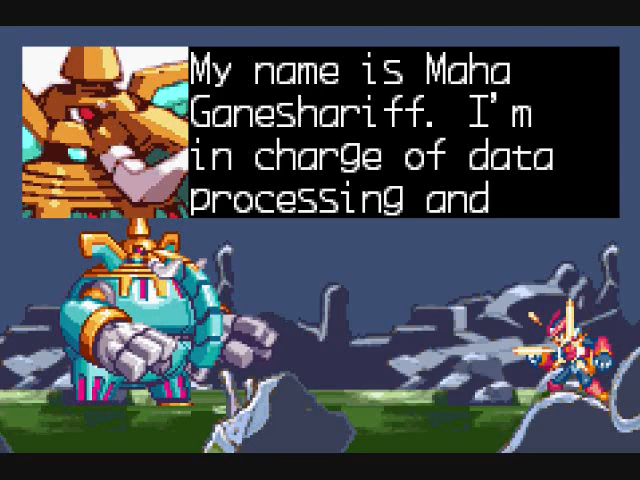 My name is Maha
Ganeshariff. I'm
in charge of data
processing and